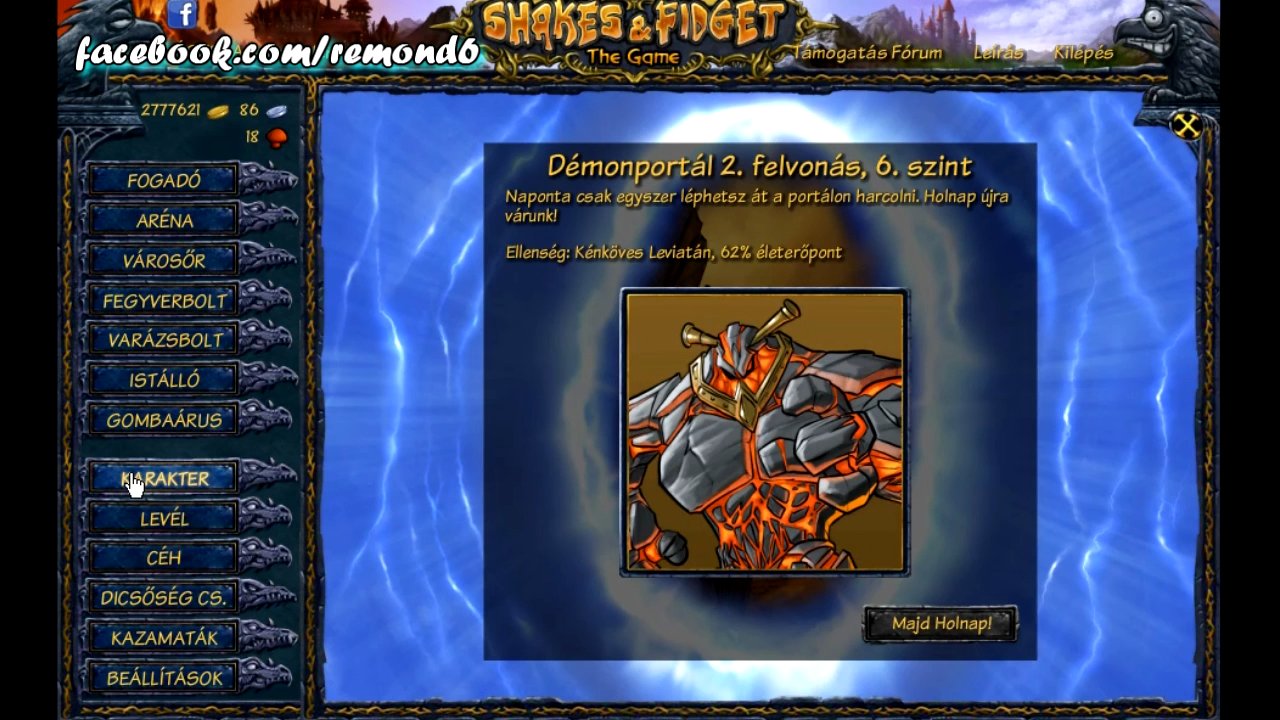 f
facebook.com/remond6
SHAKES & FIDGET
The Game
Támogatás Fórum Leírás Kilépés
2777621 86
18
FOGADÓ
ARÉNA
VÁROSŐR
FEGYVERBOLT
VARÁZSBOLT
ISTÁLLÓ
GOMBAÁRUS
KARAKTER
LEVÉL
CÉH
DICSŐSÉG CS.
KAZAMATÁK
BEÁLLÍTÁSOK
Démonportál 2. felvonás, 6. szint
Naponta csak egyszer léphetsz át a portálon harcolni. Holnap újra
várunk!
Ellenség: Kénköves Leviatán, 62% életerőpont
Majd Holnap!